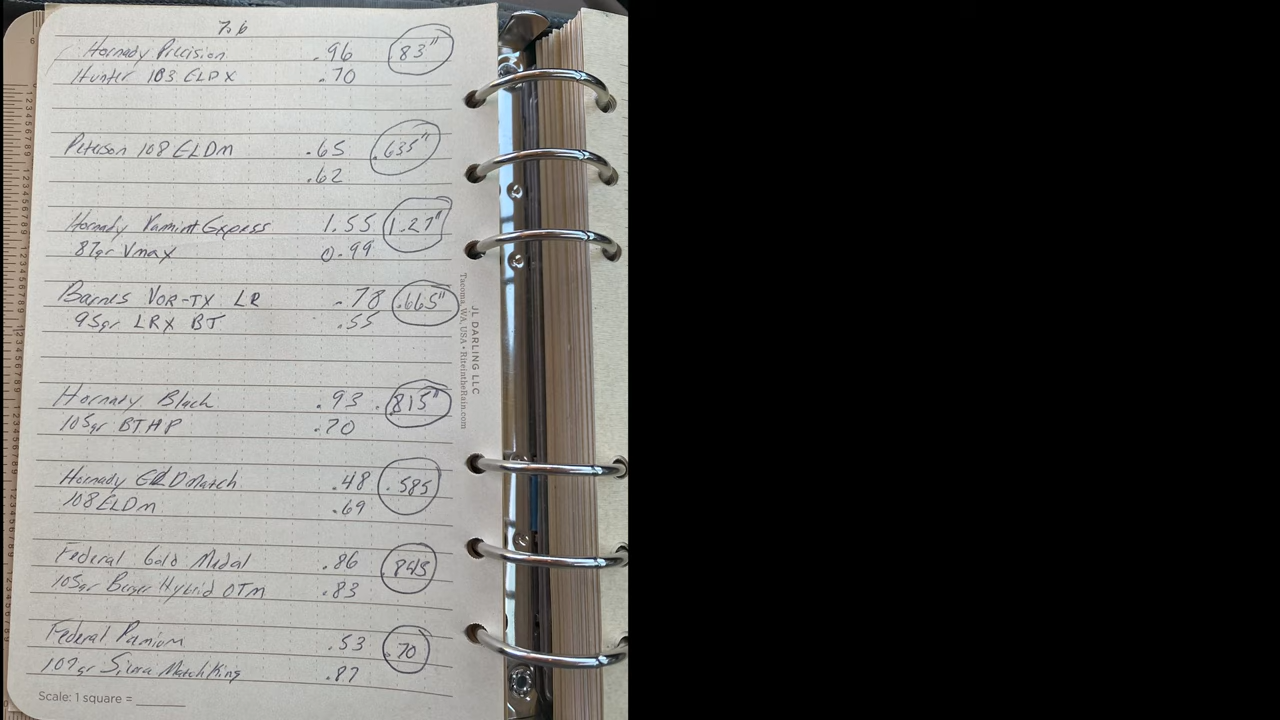 7.6
Hornady Precision .96 .83"
Hunter 103 ELDX .70
Peterson 108 ELDM .65 .635"
.62
Hornady Varmint Express 1.55 1.27"
87gr Vmax 0.99
Barnes VOR-TX LR .78 .665"
95gr LRX BT .55
Hornady Black .93 .815"
105gr BTHP .70
Hornady ELD Match .48 .585
108 ELDM .69
Federal Gold Medal .86 .845
105gr Berger Hybrid OTM .83
Federal Premium .53 .70
107gr Sierra MatchKing .87
Scale: 1 square = ______
JL DARLING LLC
Tacoma, WA, USA • RiteintheRain.com